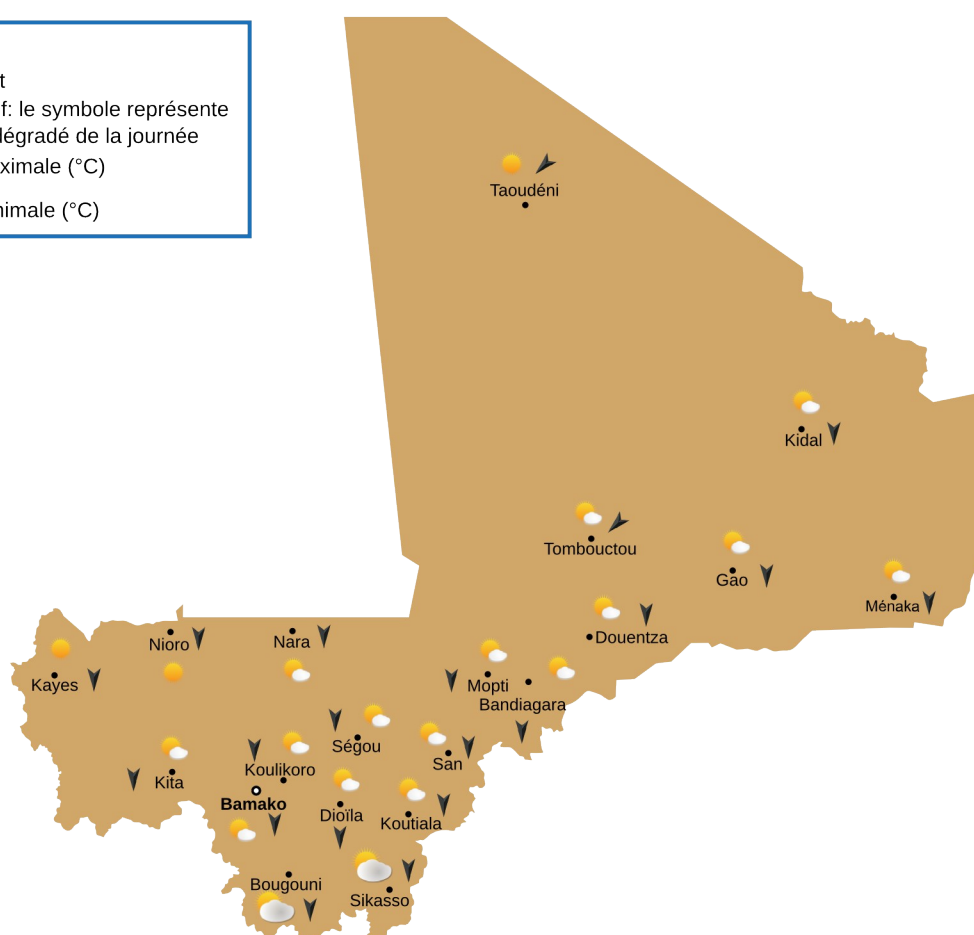 t
f: le symbole représente
dégradé de la journée
ximale (°C)
nimale (°C)
Taoudéni
Kidal
Tombouctou
Gao
Ménaka
Douentza
Nioro
Nara
Kayes
Mopti
Bandiagara
Ségou
San
Koulikoro
Kita
Bamako
Dioïla
Koutiala
Bougouni
Sikasso